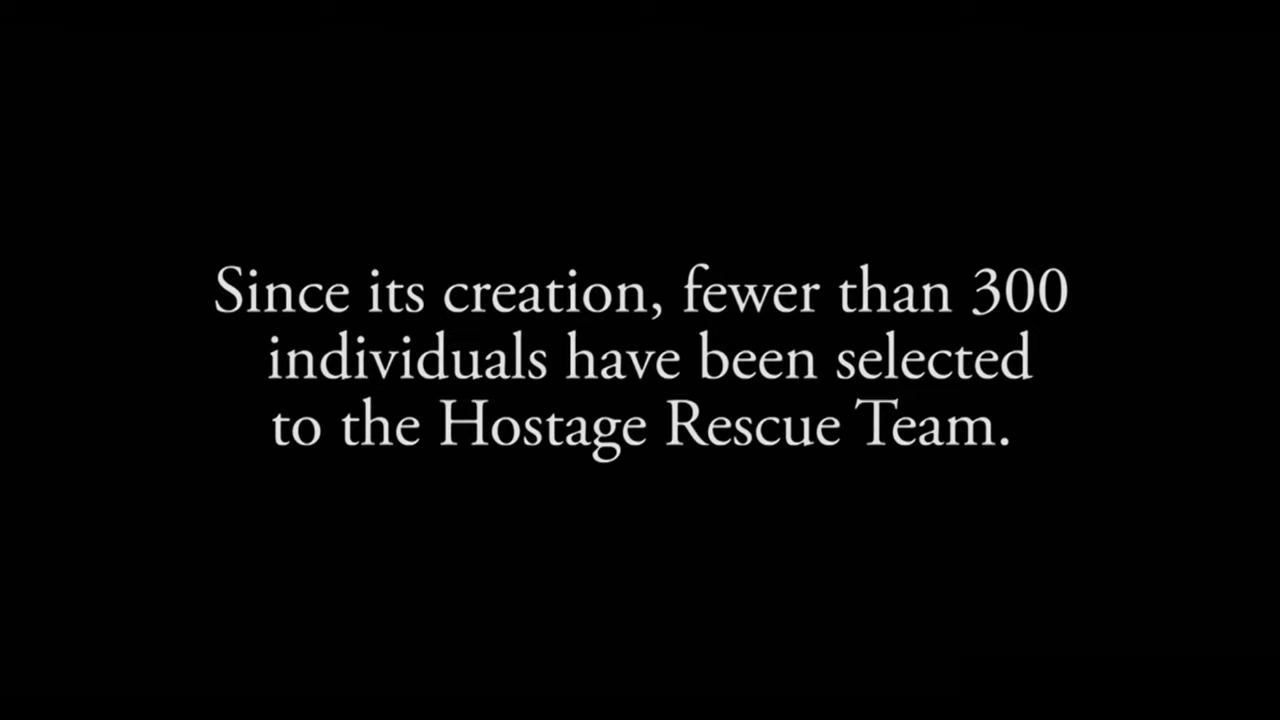 Since its creation, fewer than 300
individuals have been selected
to the Hostage Rescue Team.